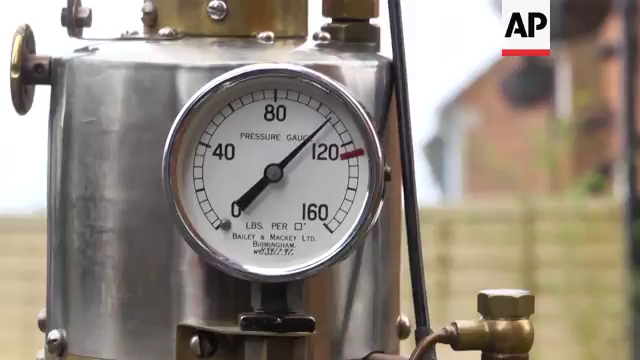 AP
80
PRESSURE GAUGE
40
120
0
160
LBS. PER □"
BAILEY & MACKEY LTD.
BIRMINGHAM.